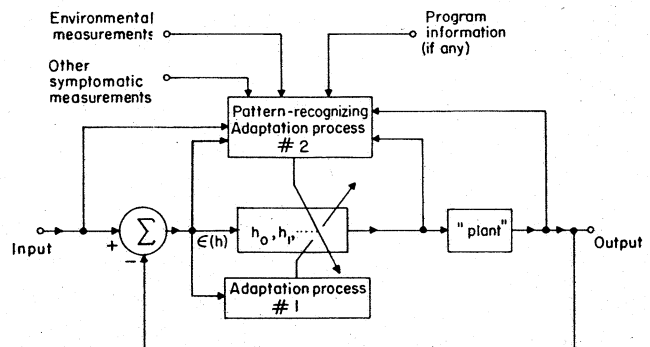 Environmental
measurements
Program
information
(if any)
Other
symptomatic
measurements
Pattern-recognizing
Adaptation process
# 2
Input
+
Σ
−
ϵ(h)
h₀, h₁, .....
"plant"
Output
Adaptation process
# 1